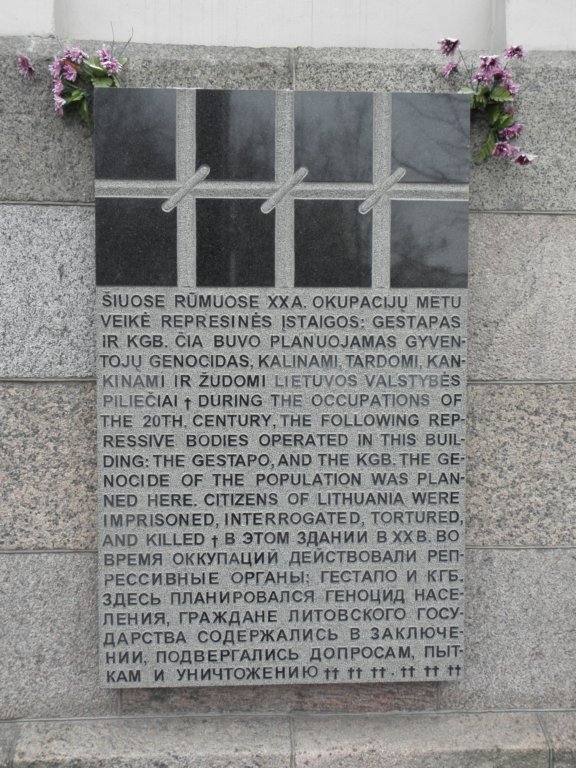 ŠIUOSE RŪMUOSE XXA. OKUPACIJŲ METU
VEIKĖ REPRESINĖS ĮSTAIGOS: GESTAPAS
IR KGB. ČIA BUVO PLANUOJAMAS GYVEN-
TOJŲ GENOCIDAS, KALINAMI, TARDOMI, KAN-
KINAMI IR ŽUDOMI LIETUVOS VALSTYBĖS
PILIEČIAI † DURING THE OCCUPATIONS OF
THE 20TH. CENTURY, THE FOLLOWING REP-
RESSIVE BODIES OPERATED IN THIS BUIL-
DING: THE GESTAPO, AND THE KGB. THE GE-
NOCIDE OF THE POPULATION WAS PLAN-
NED HERE. CITIZENS OF LITHUANIA WERE
IMPRISONED, INTERROGATED, TORTURED,
AND KILLED † В ЭТОМ ЗДАНИИ В XX В. ВО
ВРЕМЯ ОККУПАЦИЙ ДЕЙСТВОВАЛИ РЕП-
РЕССИВНЫЕ ОРГАНЫ: ГЕСТАПО И КГБ.
ЗДЕСЬ ПЛАНИРОВАЛСЯ ГЕНОЦИД НАСЕ-
ЛЕНИЯ, ГРАЖДАНЕ ЛИТОВСКОГО ГОСУ-
ДАРСТВА СОДЕРЖАЛИСЬ В ЗАКЛЮЧЕ-
НИИ, ПОДВЕРГАЛИСЬ ДОПРОСАМ, ПЫТ-
КАМ И УНИЧТОЖЕНИЮ †† †† †† · †† †† ††